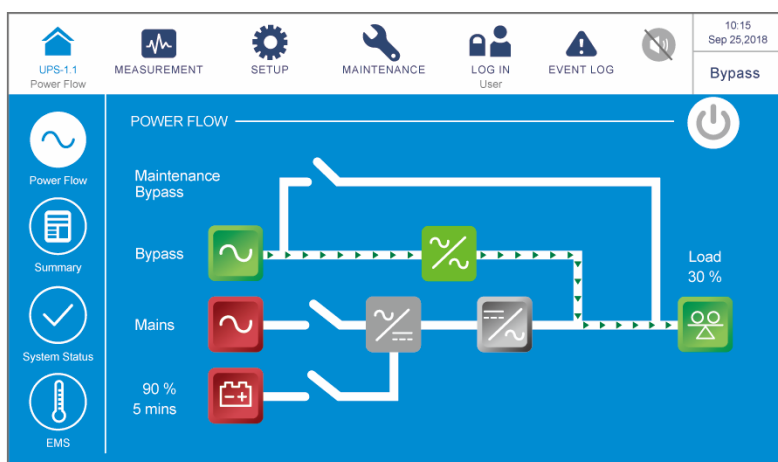 10:15
Sep 25,2018
UPS-1.1
Power Flow
MEASUREMENT
SETUP
MAINTENANCE
LOG IN
User
EVENT LOG
Bypass
POWER FLOW
Power Flow
Maintenance
Bypass
Summary
Bypass
Load
30 %
Mains
System Status
90 %
5 mins
EMS